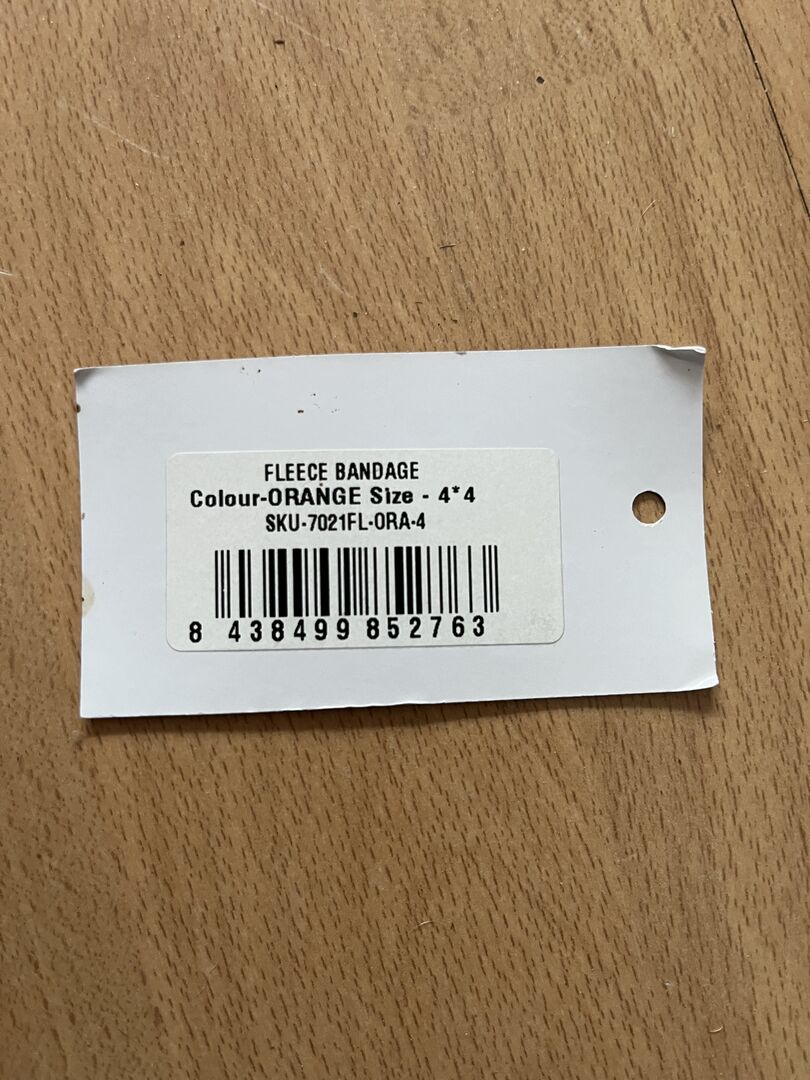 FLEECE BANDAGE
Colour-ORANGE Size - 4*4
SKU-7021FL-ORA-4
8 438499 852763